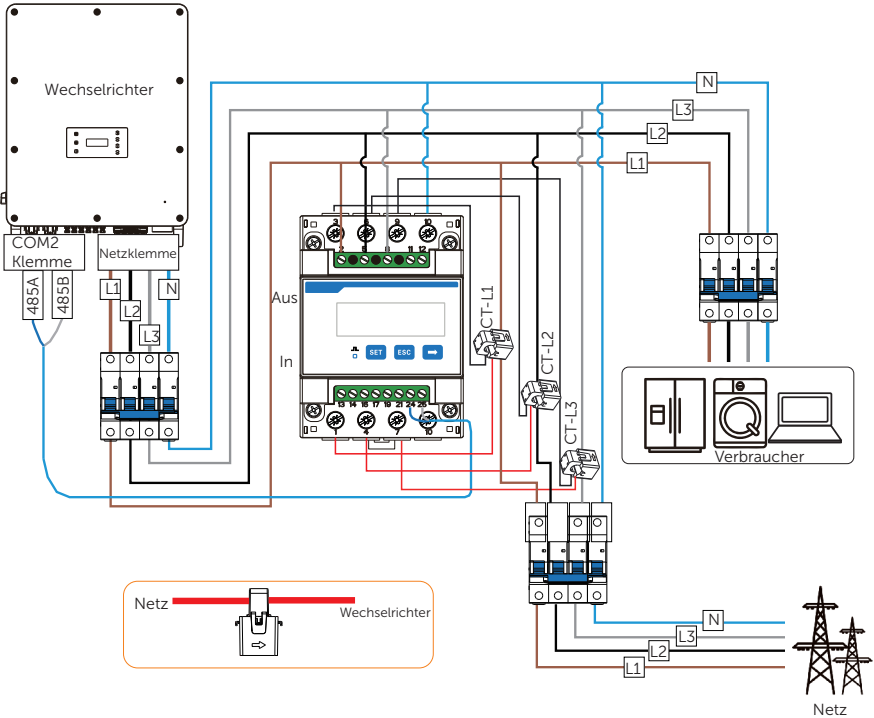 Wechselrichter
COM2
Klemme
Netzklemme
485A
485B
L1
L2
L3
N
N
L3
L2
L1
3
9
10
2
5
8
11
12
Aus
In
SET
ESC
13
14
16
17
19
21
24
25
1
4
7
10
CT-L1
CT-L2
CT-L3
Verbraucher
Netz
Wechselrichter
N
L3
L2
L1
Netz